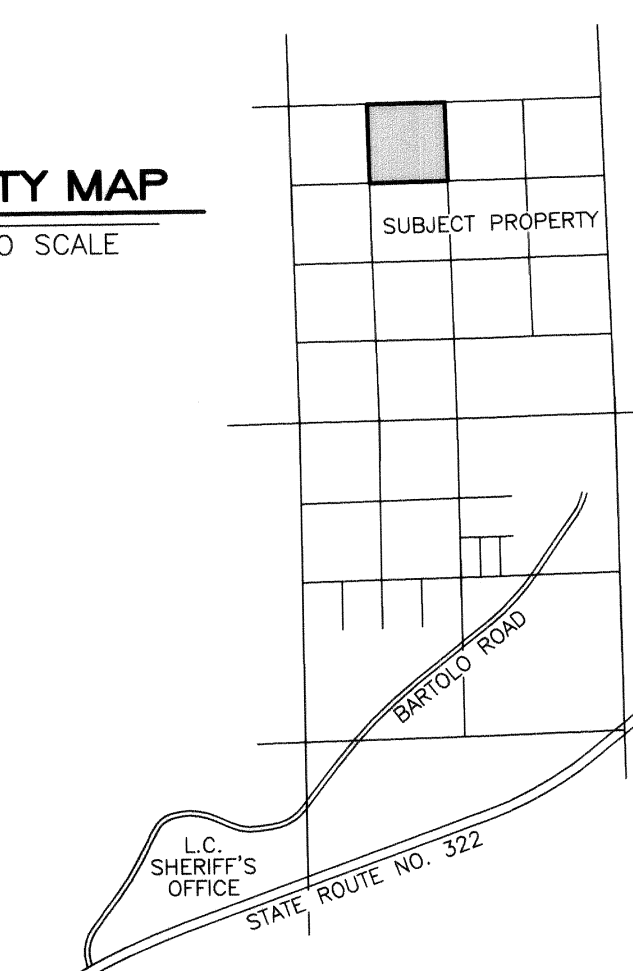 TY MAP
O SCALE
SUBJECT PROPERTY
BARTOLO ROAD
L.C.
SHERIFF'S
OFFICE
STATE ROUTE NO. 322